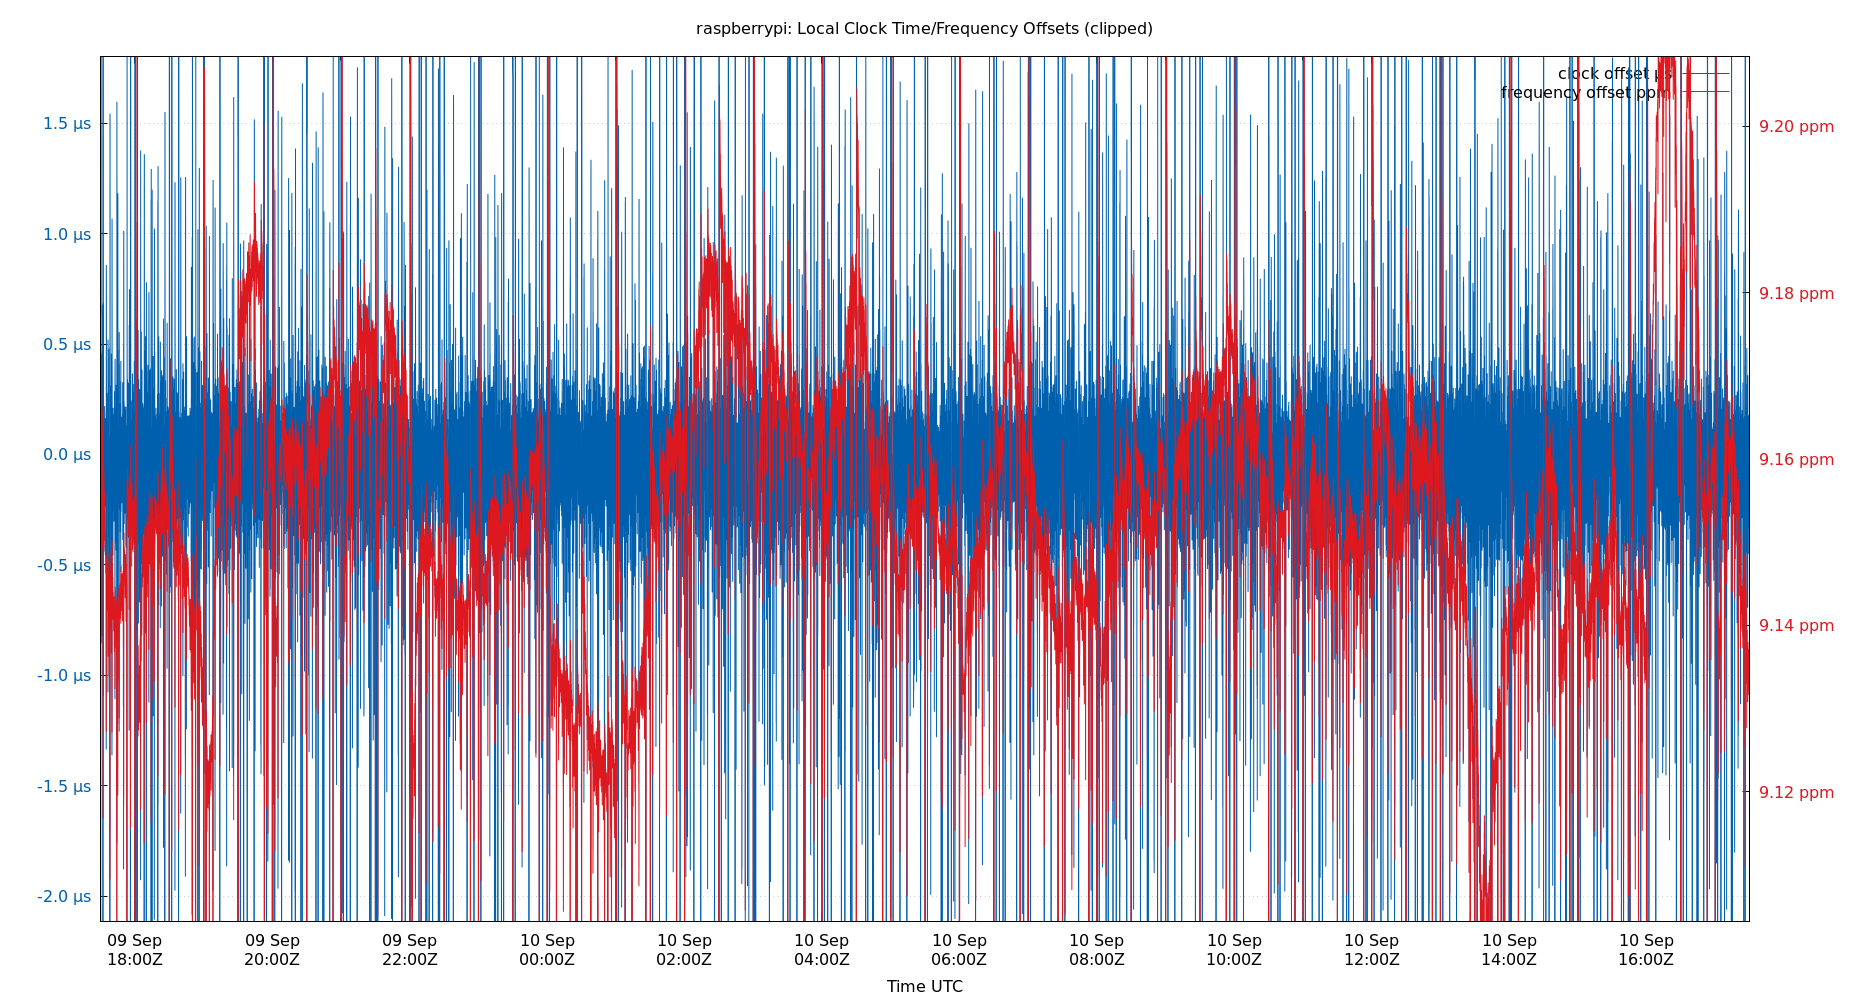 raspberrypi: Local Clock Time/Frequency Offsets (clipped)
clock offset µs
frequency offset ppm
1.5 µs
1.0 µs
0.5 µs
0.0 µs
-0.5 µs
-1.0 µs
-1.5 µs
-2.0 µs
9.20 ppm
9.18 ppm
9.16 ppm
9.14 ppm
9.12 ppm
09 Sep
18:00Z
09 Sep
20:00Z
09 Sep
22:00Z
10 Sep
00:00Z
10 Sep
02:00Z
10 Sep
04:00Z
10 Sep
06:00Z
10 Sep
08:00Z
10 Sep
10:00Z
10 Sep
12:00Z
10 Sep
14:00Z
10 Sep
16:00Z
Time UTC